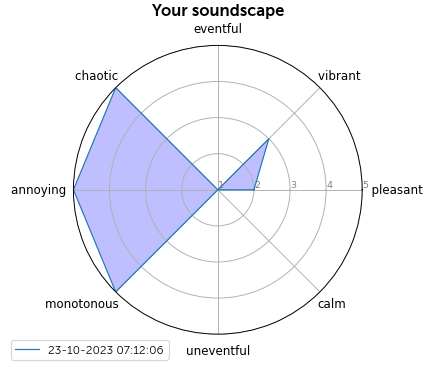 Your soundscape
eventful
chaotic
vibrant
annoying
1 2 3 4 5
pleasant
monotonous
calm
uneventful
23-10-2023 07:12:06